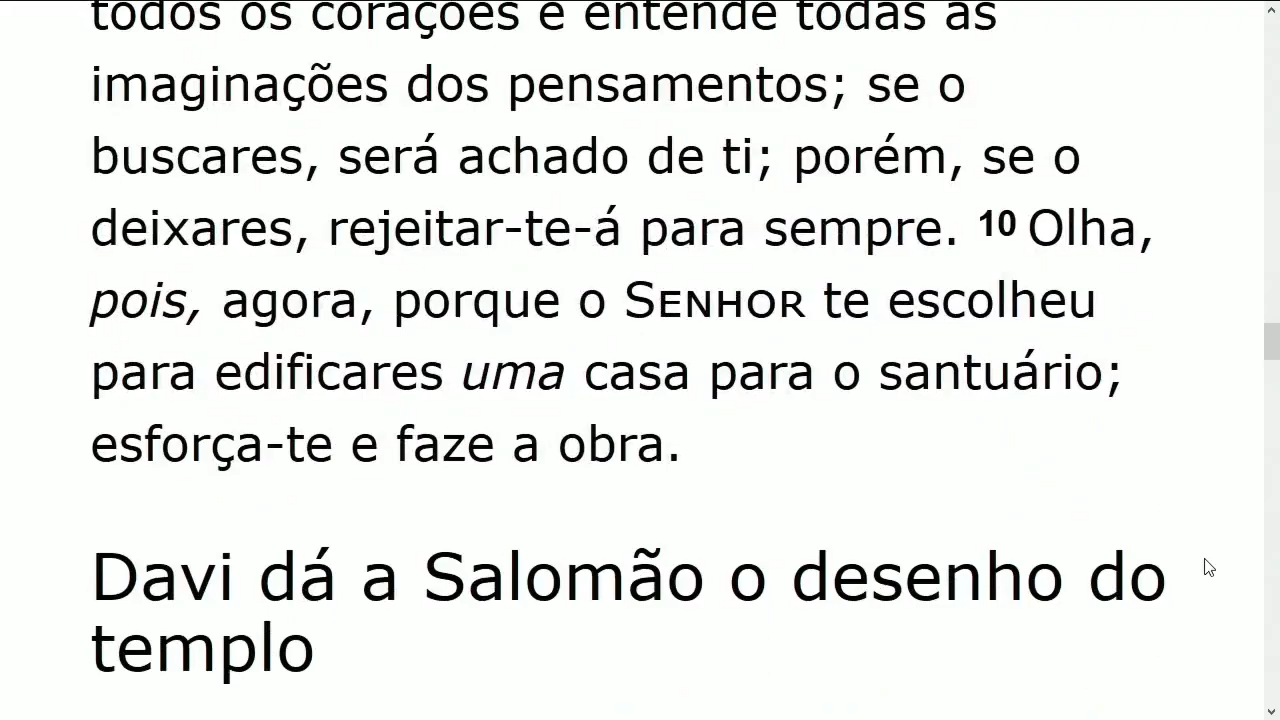 todos os corações e entende todas as
imaginações dos pensamentos; se o
buscares, será achado de ti; porém, se o
deixares, rejeitar-te-á para sempre. 10 Olha,
pois, agora, porque o SENHOR te escolheu
para edificares uma casa para o santuário;
esforça-te e faze a obra.
Davi dá a Salomão o desenho do
templo